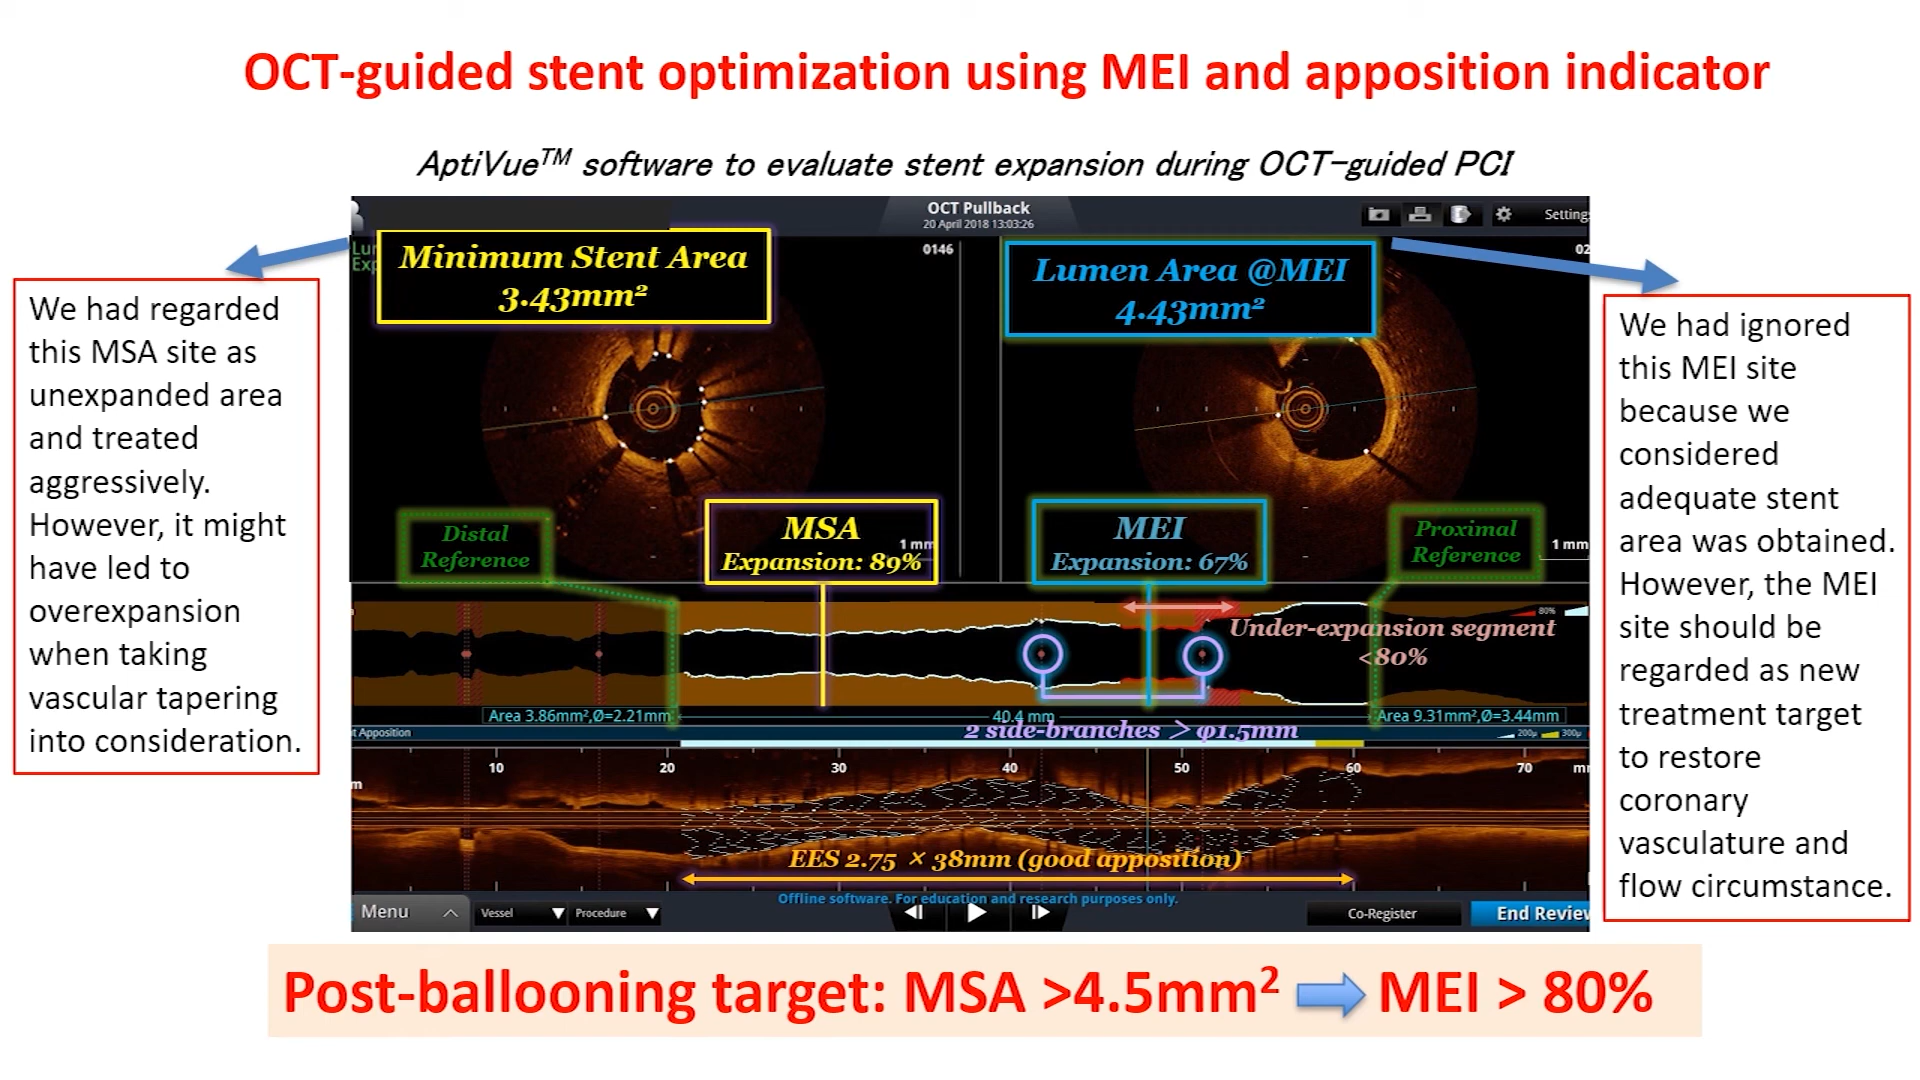 OCT-guided stent optimization using MEI and apposition indicator
AptiVue™ software to evaluate stent expansion during OCT-guided PCI
OCT Pullback
20 April 2018 13:03:26
Minimum Stent Area
3.43mm²
0146
Lumen Area @MEI
4.43mm²
Settings
02
Lu
Exp
We had regarded
this MSA site as
unexpanded area
and treated
aggressively.
However, it might
have led to
overexpansion
when taking
vascular tapering
into consideration.
We had ignored
this MEI site
because we
considered
adequate stent
area was obtained.
However, the MEI
site should be
regarded as new
treatment target
to restore
coronary
vasculature and
flow circumstance.
Distal
Reference
MSA
Expansion: 89%
1 mm
MEI
Expansion: 67%
Proximal
Reference
1 mm
80%
Under-expansion segment
<80%
Area 3.86mm²,Ø=2.21mm
40.4 mm
Area 9.31mm²,Ø=3.44mm
2 side-branches ＞φ1.5mm
t Apposition
200µ
300µ
10 20 30 40 50 60 70 mm
m
EES 2.75 × 38mm (good apposition)
Offline software. For education and research purposes only.
Menu
Vessel
Procedure
Co-Register
End Review
Post-ballooning target: MSA >4.5mm² MEI > 80%